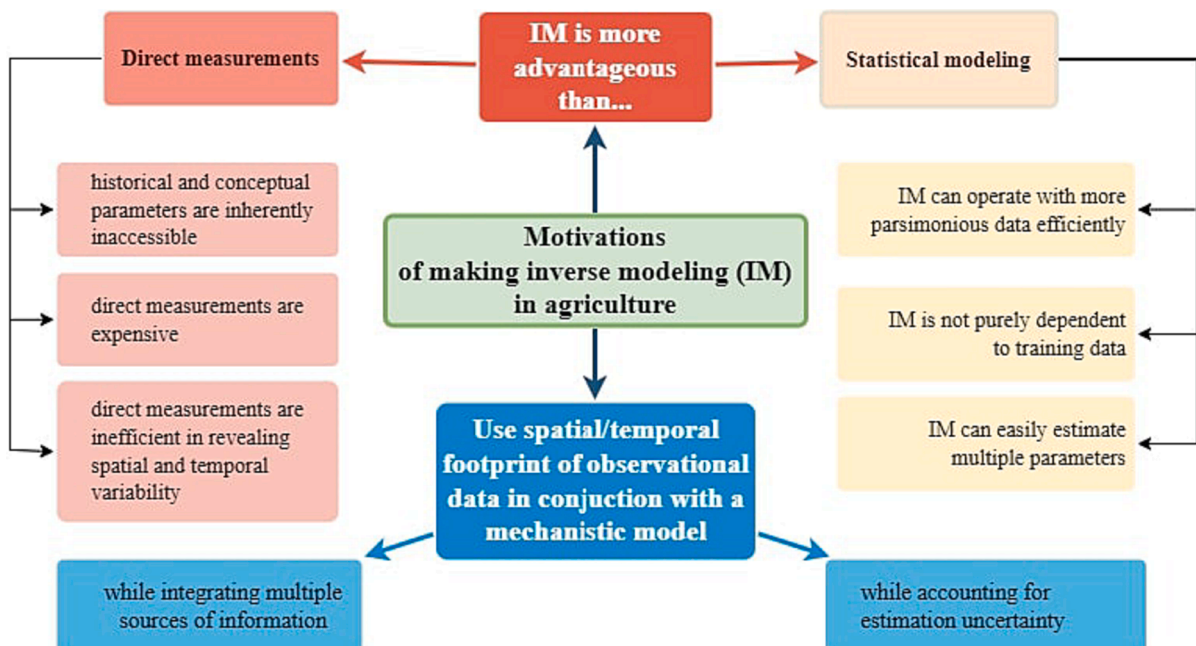 Direct measurements
IM is more
advantageous
than...
Statistical modeling
historical and conceptual
parameters are inherently
inaccessible
direct measurements are
expensive
direct measurements are
inefficient in revealing
spatial and temporal
variability
Motivations
of making inverse modeling (IM)
in agriculture
IM can operate with more
parsimonious data efficiently
IM is not purely dependent
to training data
IM can easily estimate
multiple parameters
Use spatial/temporal
footprint of observational
data in conjuction with a
mechanistic model
while integrating multiple
sources of information
while accounting for
estimation uncertainty